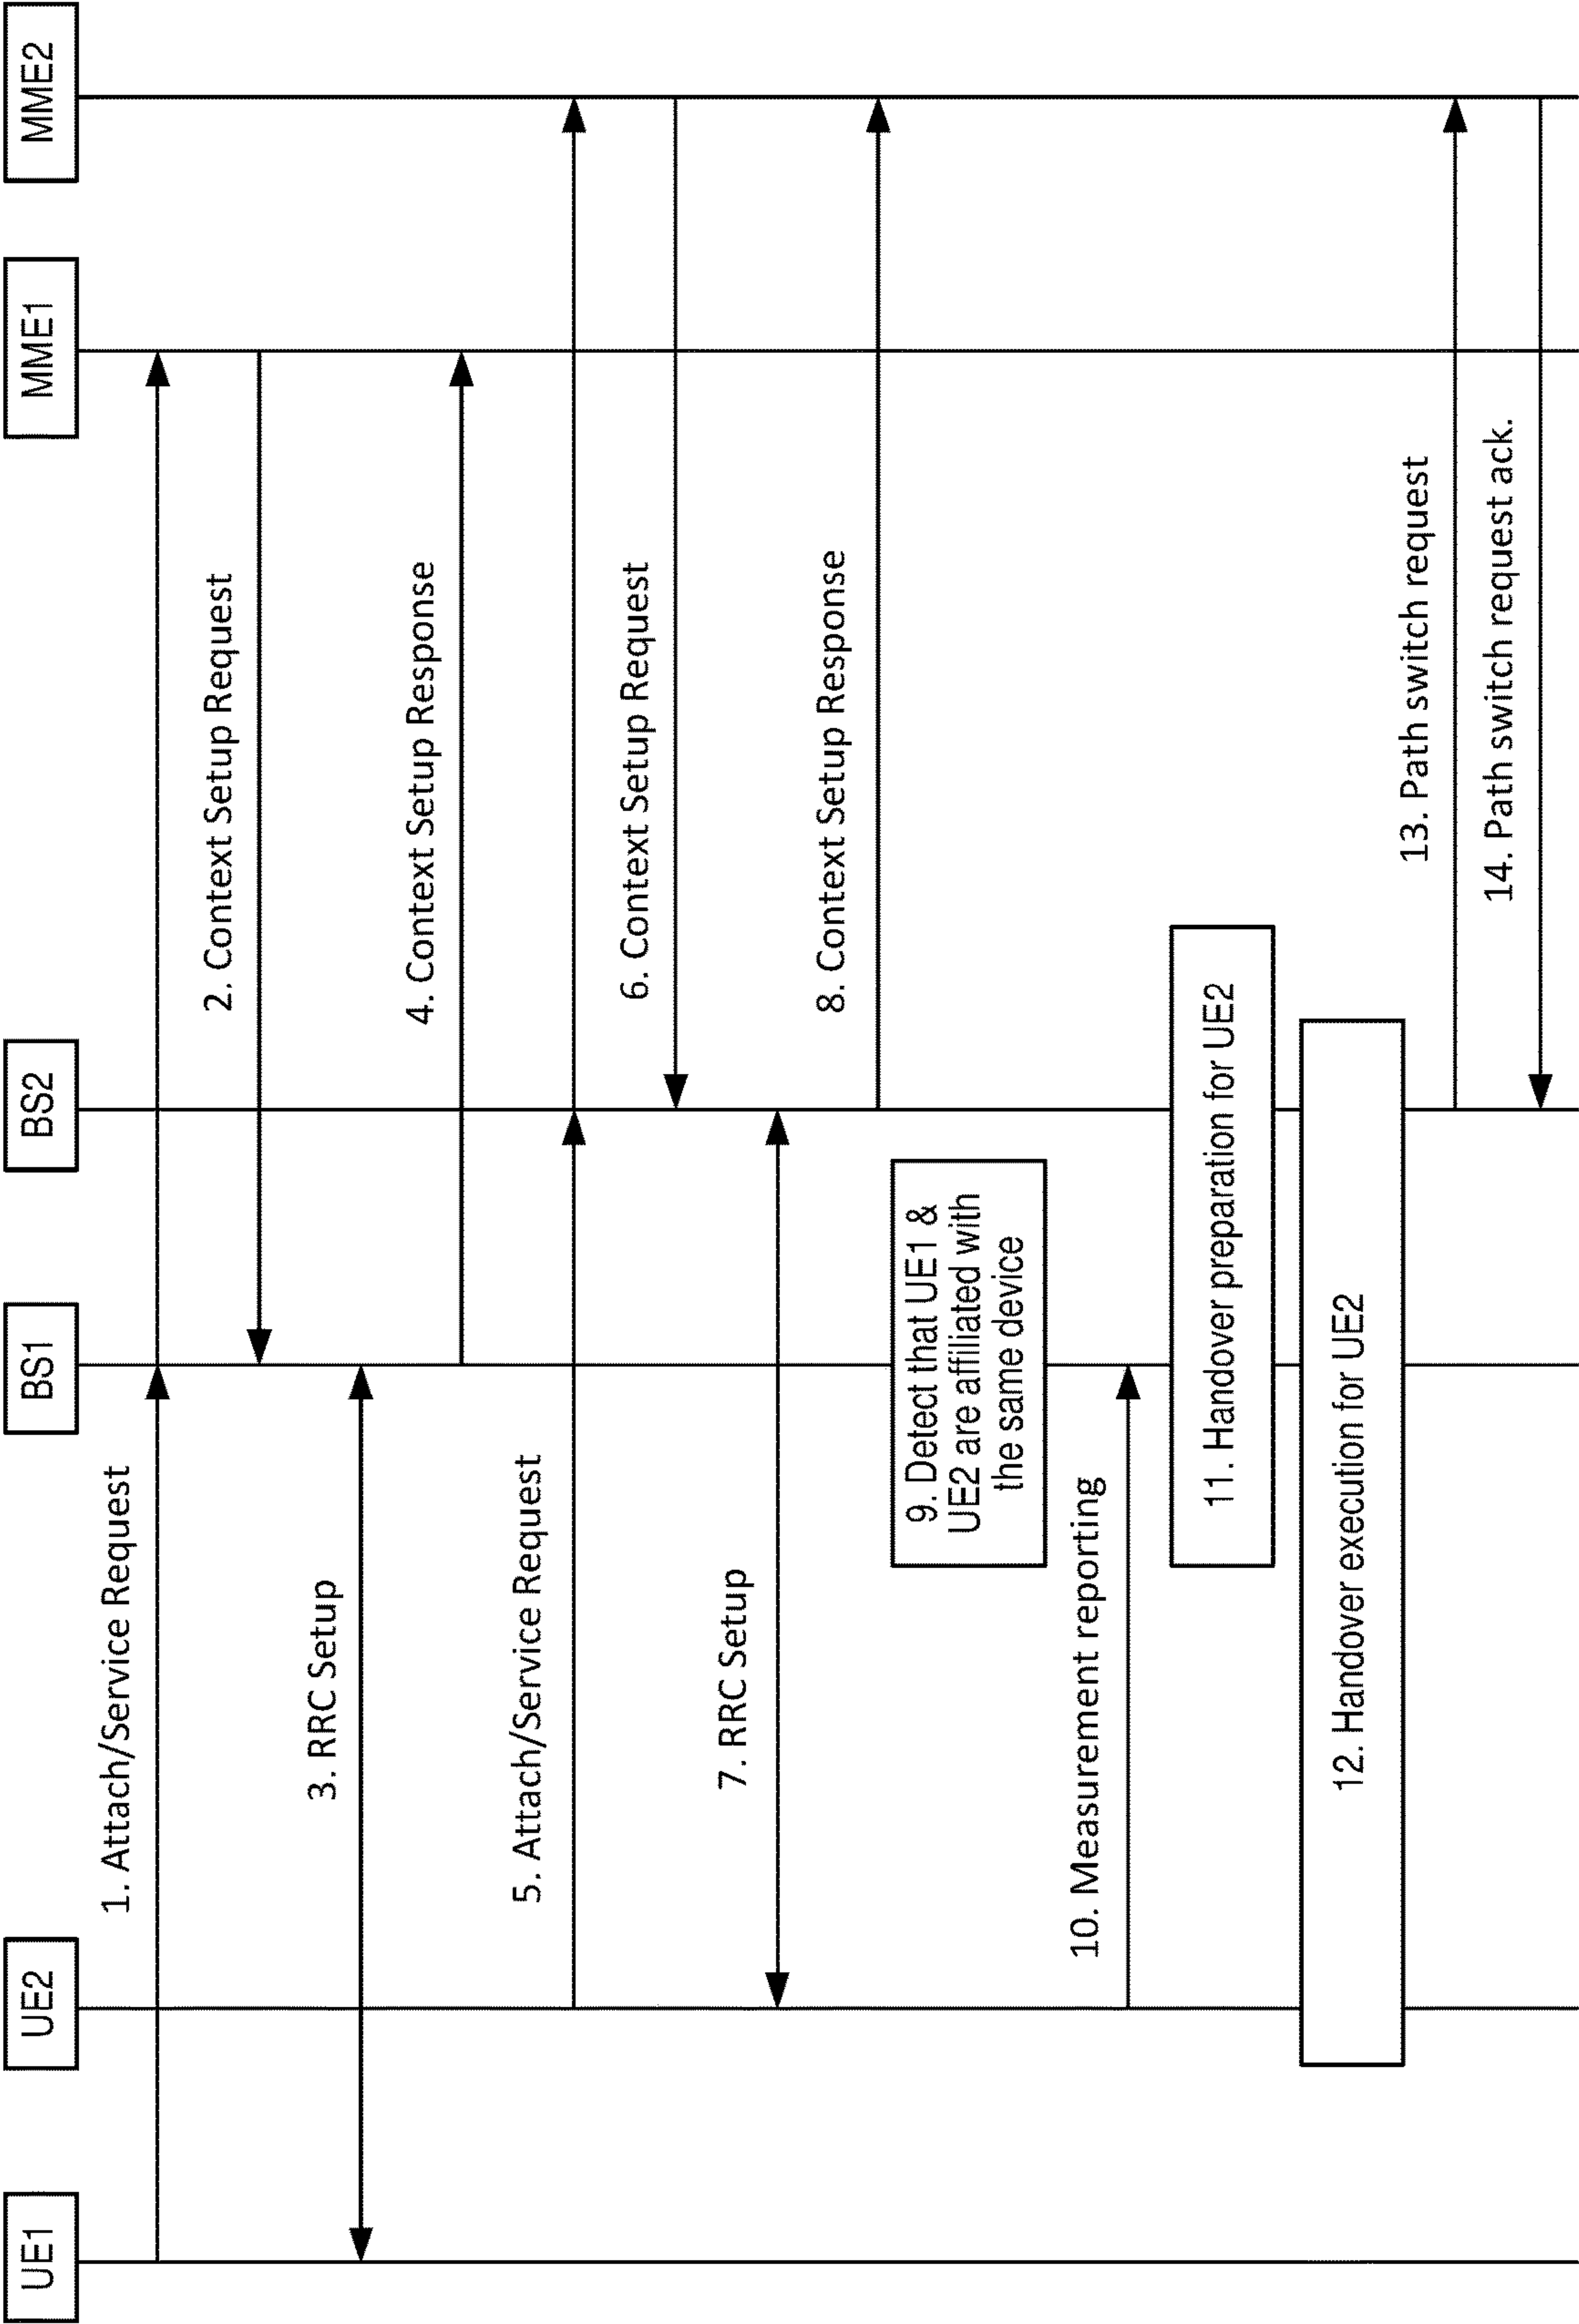 UE1
UE2
BS1
BS2
MME1
MME2
1. Attach/Service Request
2. Context Setup Request
3. RRC Setup
4. Context Setup Response
5. Attach/Service Request
6. Context Setup Request
7. RRC Setup
8. Context Setup Response
9. Detect that UE1 &
UE2 are affiliated with
the same device
10. Measurement reporting
11. Handover preparation for UE2
12. Handover execution for UE2
13. Path switch request
14. Path switch request ack.